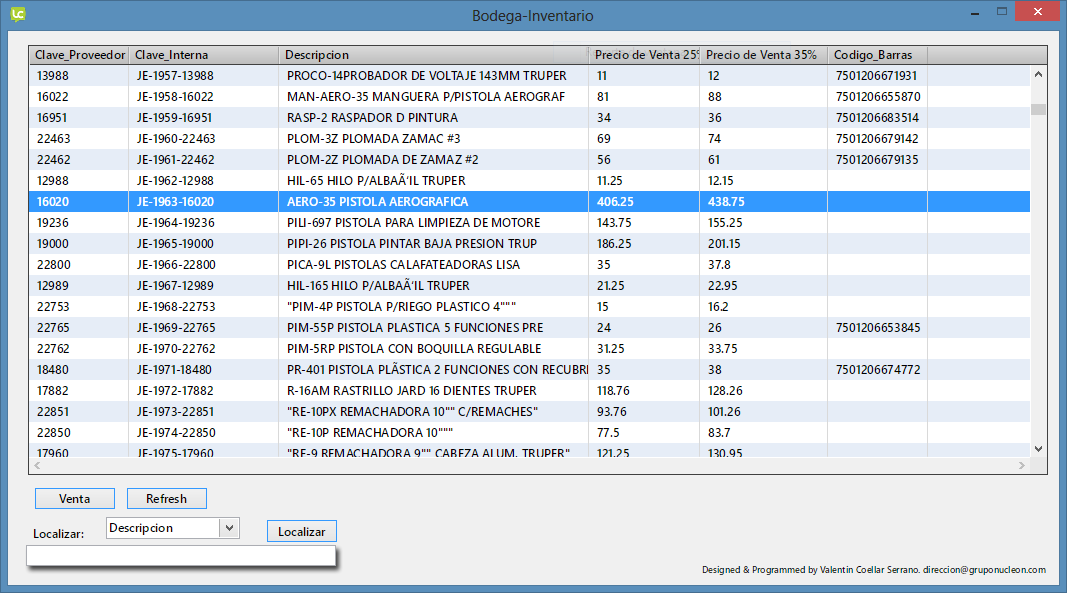 Bodega-Inventario
Clave_Proveedor Clave_Interna Descripcion Precio de Venta 25% Precio de Venta 35% Codigo_Barras
13988 JE-1957-13988 PROCO-14PROBADOR DE VOLTAJE 143MM TRUPER 11 12 7501206671931
16022 JE-1958-16022 MAN-AERO-35 MANGUERA P/PISTOLA AEROGRAF 81 88 7501206655870
16951 JE-1959-16951 RASP-2 RASPADOR D PINTURA 34 36 7501206683514
22463 JE-1960-22463 PLOM-3Z PLOMADA ZAMAC #3 69 74 7501206679142
22462 JE-1961-22462 PLOM-2Z PLOMADA DE ZAMAZ #2 56 61 7501206679135
12988 JE-1962-12988 HIL-65 HILO P/ALBAÃ‘IL TRUPER 11.25 12.15
16020 JE-1963-16020 AERO-35 PISTOLA AEROGRAFICA 406.25 438.75
19236 JE-1964-19236 PILI-697 PISTOLA PARA LIMPIEZA DE MOTORE 143.75 155.25
19000 JE-1965-19000 PIPI-26 PISTOLA PINTAR BAJA PRESION TRUP 186.25 201.15
22800 JE-1966-22800 PICA-9L PISTOLAS CALAFATEADORAS LISA 35 37.8
12989 JE-1967-12989 HIL-165 HILO P/ALBAÃ‘IL TRUPER 21.25 22.95
22753 JE-1968-22753 "PIM-4P PISTOLA P/RIEGO PLASTICO 4""" 15 16.2
22765 JE-1969-22765 PIM-55P PISTOLA PLASTICA 5 FUNCIONES PRE 24 26 7501206653845
22762 JE-1970-22762 PIM-5RP PISTOLA CON BOQUILLA REGULABLE 31.25 33.75
18480 JE-1971-18480 PR-401 PISTOLA PLÃSTICA 2 FUNCIONES CON RECUBRI 35 38 7501206674772
17882 JE-1972-17882 R-16AM RASTRILLO JARD 16 DIENTES TRUPER 118.76 128.26
22851 JE-1973-22851 "RE-10PX REMACHADORA 10"" C/REMACHES" 93.76 101.26
22850 JE-1974-22850 "RE-10P REMACHADORA 10""" 77.5 83.7
17960 JE-1975-17960 "RE-9 REMACHADORA 9"" CABEZA ALUM. TRUPER" 121.25 130.95
Venta Refresh
Localizar: Descripcion Localizar
Designed & Programmed by Valentin Coellar Serrano. direccion@gruponucleon.com